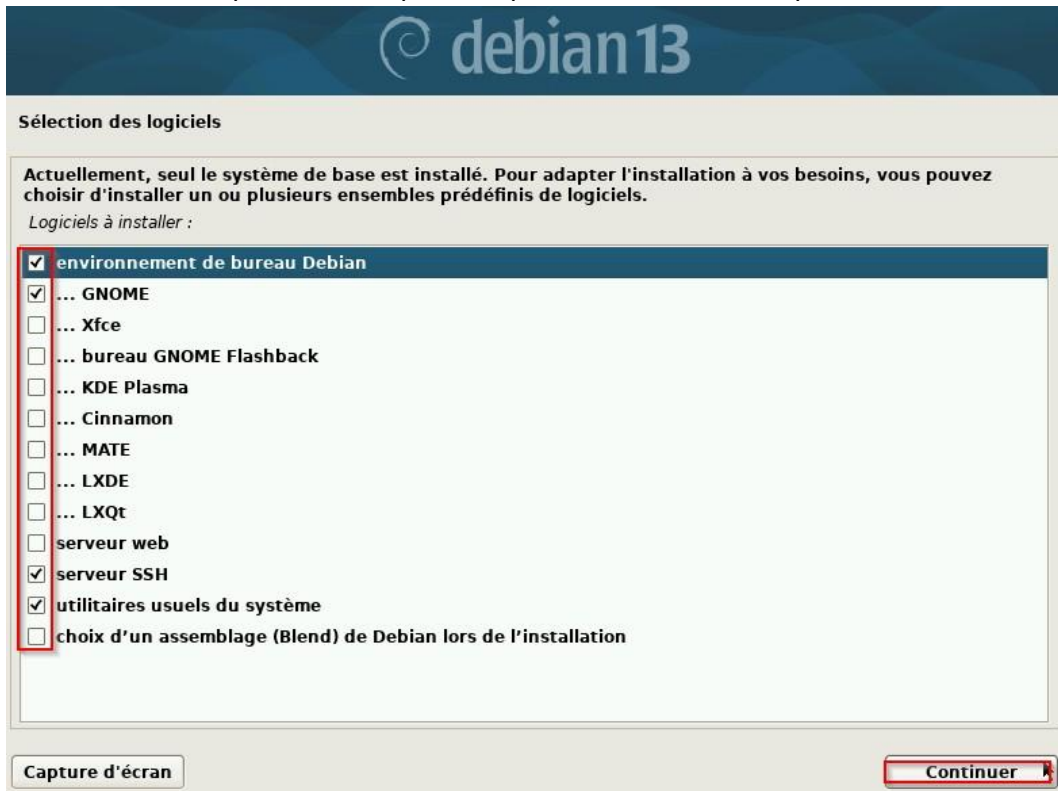 debian 13
Sélection des logiciels
Actuellement, seul le système de base est installé. Pour adapter l'installation à vos besoins, vous pouvez
choisir d'installer un ou plusieurs ensembles prédéfinis de logiciels.
Logiciels à installer :
environnement de bureau Debian
... GNOME
... Xfce
... bureau GNOME Flashback
... KDE Plasma
... Cinnamon
... MATE
... LXDE
... LXQt
serveur web
serveur SSH
utilitaires usuels du système
choix d’un assemblage (Blend) de Debian lors de l’installation
Capture d'écran
Continuer